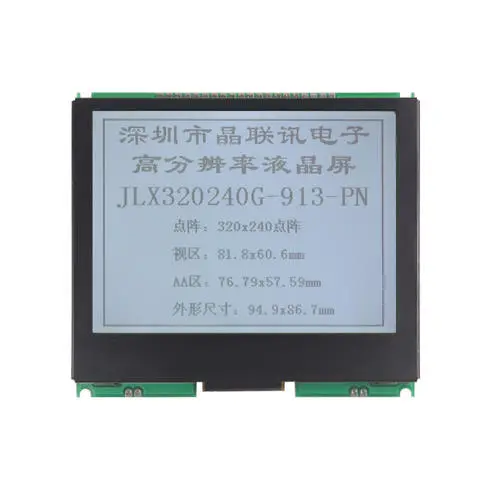 深圳市晶联讯电子
高分辨率液晶屏
JLX320240G-913-PN
点阵：320x240点阵
视区：81.8x60.6mm
AA区：76.79x57.59mm
外形尺寸：94.9x86.7mm